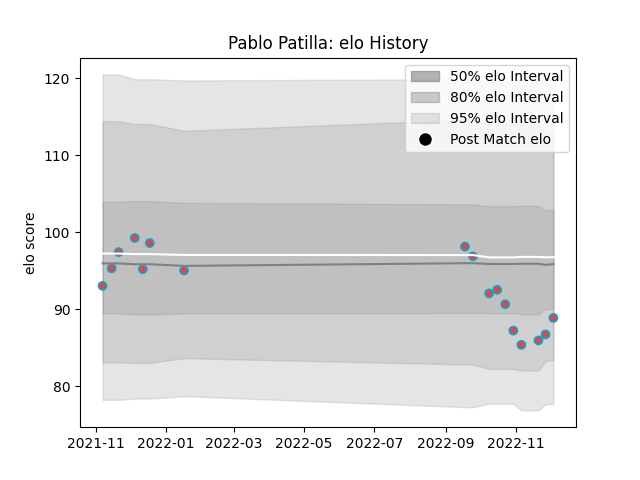 Pablo Patilla: elo History
50% elo Interval
80% elo Interval
95% elo Interval
Post Match elo
elo score
120
110
100
90
80
2021-11 2022-01 2022-03 2022-05 2022-07 2022-09 2022-11